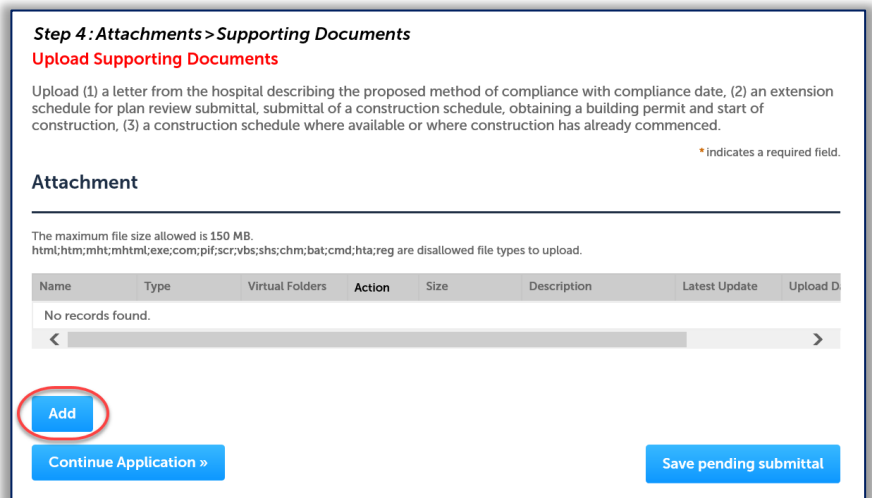 Step 4: Attachments > Supporting Documents
Upload Supporting Documents
Upload (1) a letter from the hospital describing the proposed method of compliance with compliance date, (2) an extension
schedule for plan review submittal, submittal of a construction schedule, obtaining a building permit and start of
construction, (3) a construction schedule where available or where construction has already commenced.
* indicates a required field.
Attachment
The maximum file size allowed is 150 MB.
html;htm;mht;mhtml;exe;com;pif;scr;vbs;shs;chm;bat;cmd;hta;reg are disallowed file types to upload.
Name Type Virtual Folders Action Size Description Latest Update Upload D
No records found.
Add
Continue Application »
Save pending submittal